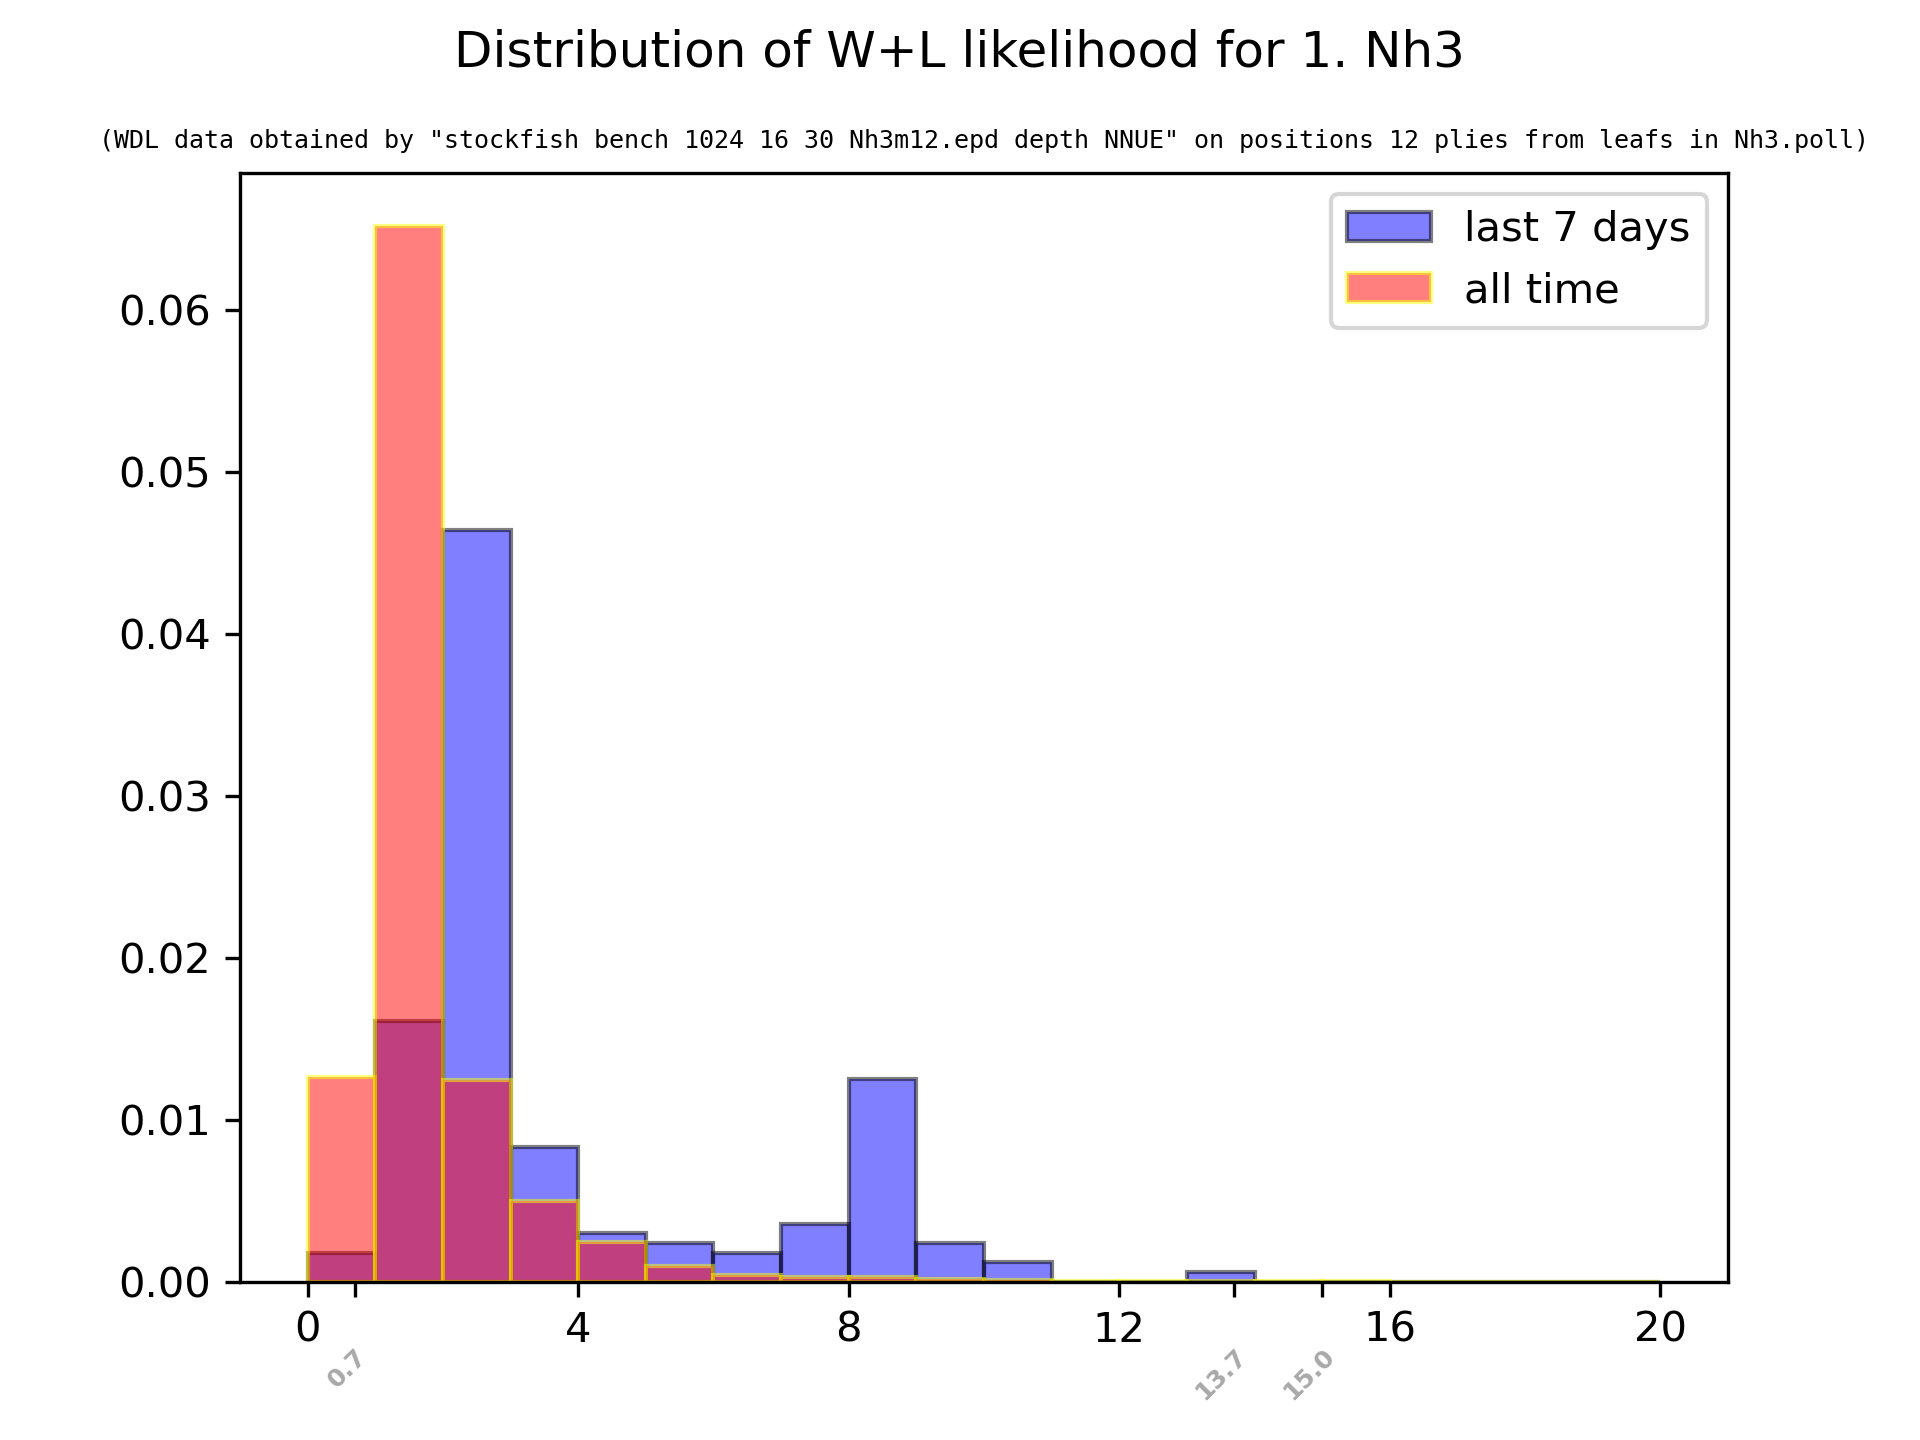 Distribution of W+L likelihood for 1. Nh3
(WDL data obtained by "stockfish bench 1024 16 30 Nh3m12.epd depth NNUE" on positions 12 plies from leafs in Nh3.poll)
last 7 days
all time
0.06
0.05
0.04
0.03
0.02
0.01
0.00
0 4 8 12 16 20
0.7 13.7 15.0